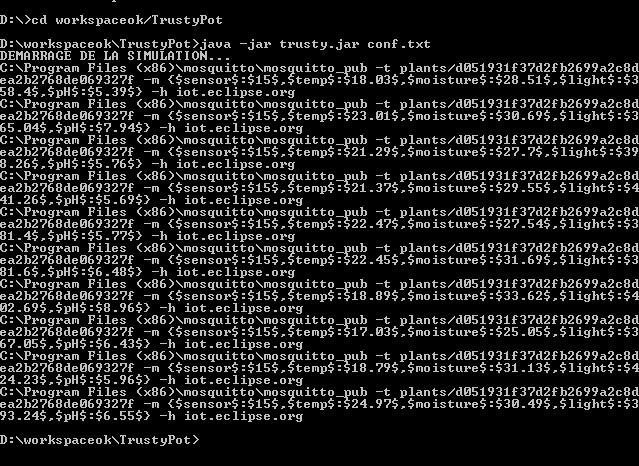 D:\>cd workspaceok/TrustyPot
D:\workspaceok\TrustyPot>java -jar trusty.jar conf.txt
DEMARRAGE DE LA SIMULATION...
C:\Program Files (x86)\mosquitto\mosquitto_pub -t plants/d051931f37d2fb2699a2c8d
ea2b2768de069327f -m {$sensor$:$15$,$temp$:$18.03$,$moisture$:$28.51$,$light$:$3
58.4$,$pH$:$5.39$} -h iot.eclipse.org
C:\Program Files (x86)\mosquitto\mosquitto_pub -t plants/d051931f37d2fb2699a2c8d
ea2b2768de069327f -m {$sensor$:$15$,$temp$:$23.01$,$moisture$:$30.69$,$light$:$3
65.04$,$pH$:$7.94$} -h iot.eclipse.org
C:\Program Files (x86)\mosquitto\mosquitto_pub -t plants/d051931f37d2fb2699a2c8d
ea2b2768de069327f -m {$sensor$:$15$,$temp$:$21.29$,$moisture$:$27.7$,$light$:$39
8.26$,$pH$:$5.76$} -h iot.eclipse.org
C:\Program Files (x86)\mosquitto\mosquitto_pub -t plants/d051931f37d2fb2699a2c8d
ea2b2768de069327f -m {$sensor$:$15$,$temp$:$21.37$,$moisture$:$29.55$,$light$:$4
41.26$,$pH$:$5.69$} -h iot.eclipse.org
C:\Program Files (x86)\mosquitto\mosquitto_pub -t plants/d051931f37d2fb2699a2c8d
ea2b2768de069327f -m {$sensor$:$15$,$temp$:$22.47$,$moisture$:$27.54$,$light$:$3
81.4$,$pH$:$5.77$} -h iot.eclipse.org
C:\Program Files (x86)\mosquitto\mosquitto_pub -t plants/d051931f37d2fb2699a2c8d
ea2b2768de069327f -m {$sensor$:$15$,$temp$:$22.45$,$moisture$:$31.69$,$light$:$3
81.6$,$pH$:$6.48$} -h iot.eclipse.org
C:\Program Files (x86)\mosquitto\mosquitto_pub -t plants/d051931f37d2fb2699a2c8d
ea2b2768de069327f -m {$sensor$:$15$,$temp$:$18.89$,$moisture$:$33.62$,$light$:$4
02.69$,$pH$:$8.96$} -h iot.eclipse.org
C:\Program Files (x86)\mosquitto\mosquitto_pub -t plants/d051931f37d2fb2699a2c8d
ea2b2768de069327f -m {$sensor$:$15$,$temp$:$17.03$,$moisture$:$25.05$,$light$:$3
67.05$,$pH$:$6.43$} -h iot.eclipse.org
C:\Program Files (x86)\mosquitto\mosquitto_pub -t plants/d051931f37d2fb2699a2c8d
ea2b2768de069327f -m {$sensor$:$15$,$temp$:$18.79$,$moisture$:$31.13$,$light$:$4
24.23$,$pH$:$5.96$} -h iot.eclipse.org
C:\Program Files (x86)\mosquitto\mosquitto_pub -t plants/d051931f37d2fb2699a2c8d
ea2b2768de069327f -m {$sensor$:$15$,$temp$:$24.97$,$moisture$:$30.49$,$light$:$3
93.24$,$pH$:$6.55$} -h iot.eclipse.org
D:\workspaceok\TrustyPot>